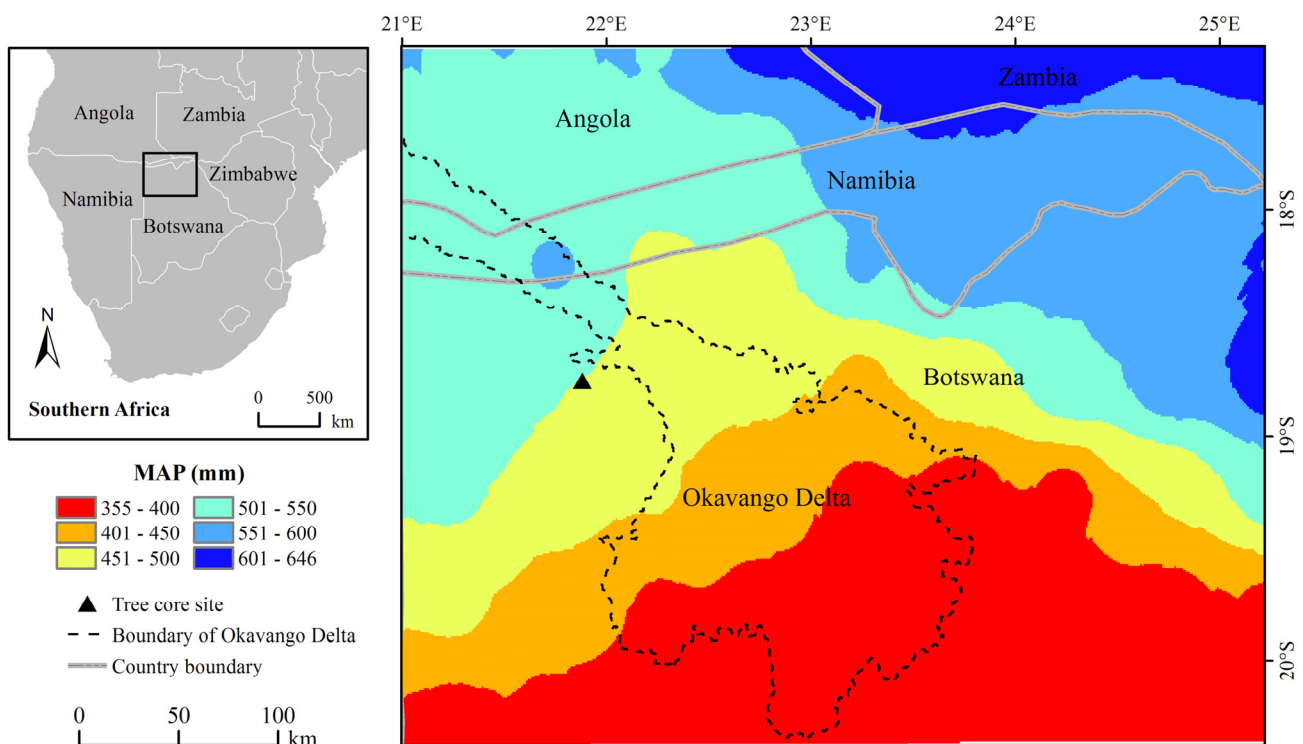 Angola
Zambia
Zimbabwe
Namibia
Botswana
N
Southern Africa
0 500
km
MAP (mm)
355 - 400
501 - 550
401 - 450
551 - 600
451 - 500
601 - 646
Tree core site
Boundary of Okavango Delta
Country boundary
0 50 100
km
21°E 22°E 23°E 24°E 25°E
Zambia
Angola
Namibia
18°S
Botswana
19°S
Okavango Delta
20°S